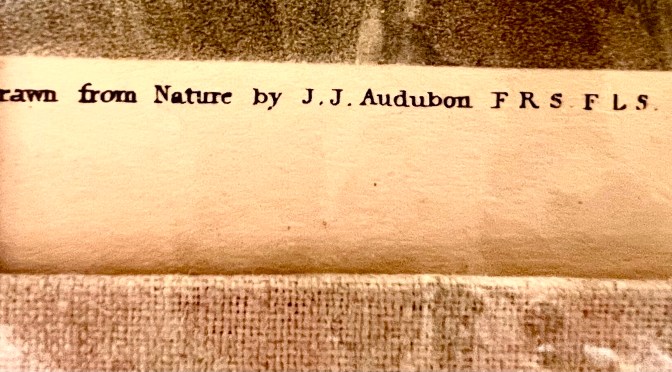 rawn from Nature by J.J. Audubon F R S F L S.